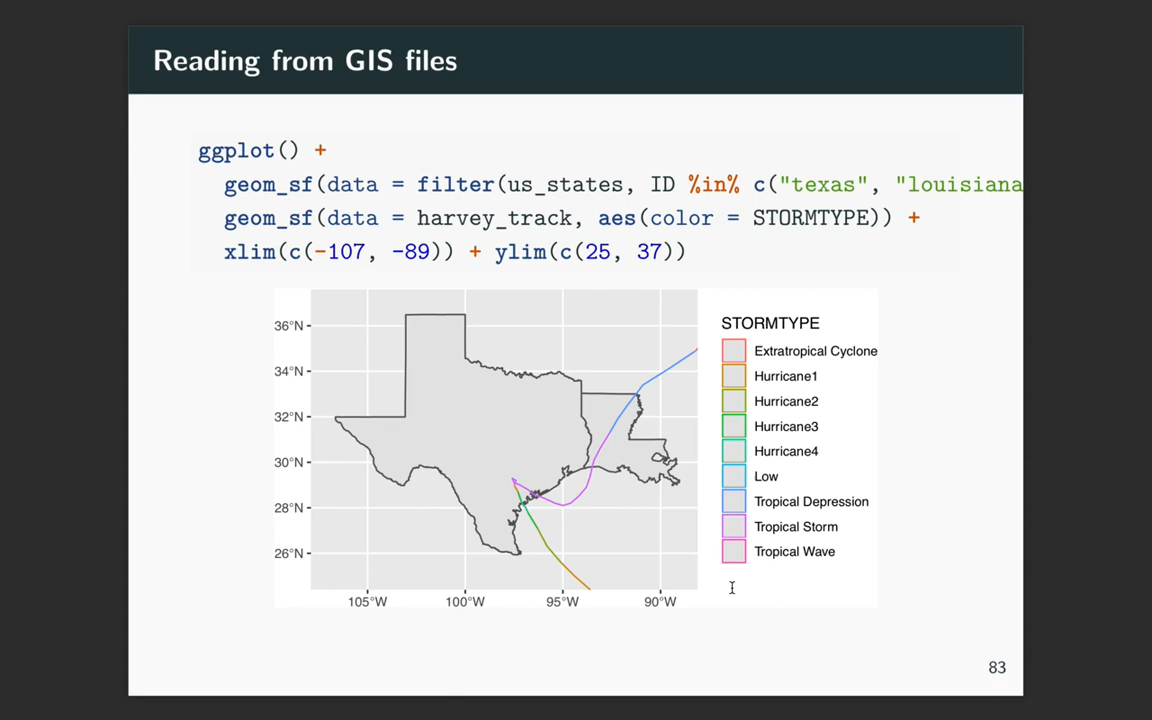 Reading from GIS files
ggplot() +
geom_sf(data = filter(us_states, ID %in% c("texas", "louisiana
geom_sf(data = harvey_track, aes(color = STORMTYPE)) +
xlim(c(-107, -89)) + ylim(c(25, 37))
36°N
34°N
32°N
30°N
28°N
26°N
105°W 100°W 95°W 90°W
STORMTYPE
Extratropical Cyclone
Hurricane1
Hurricane2
Hurricane3
Hurricane4
Low
Tropical Depression
Tropical Storm
Tropical Wave
83